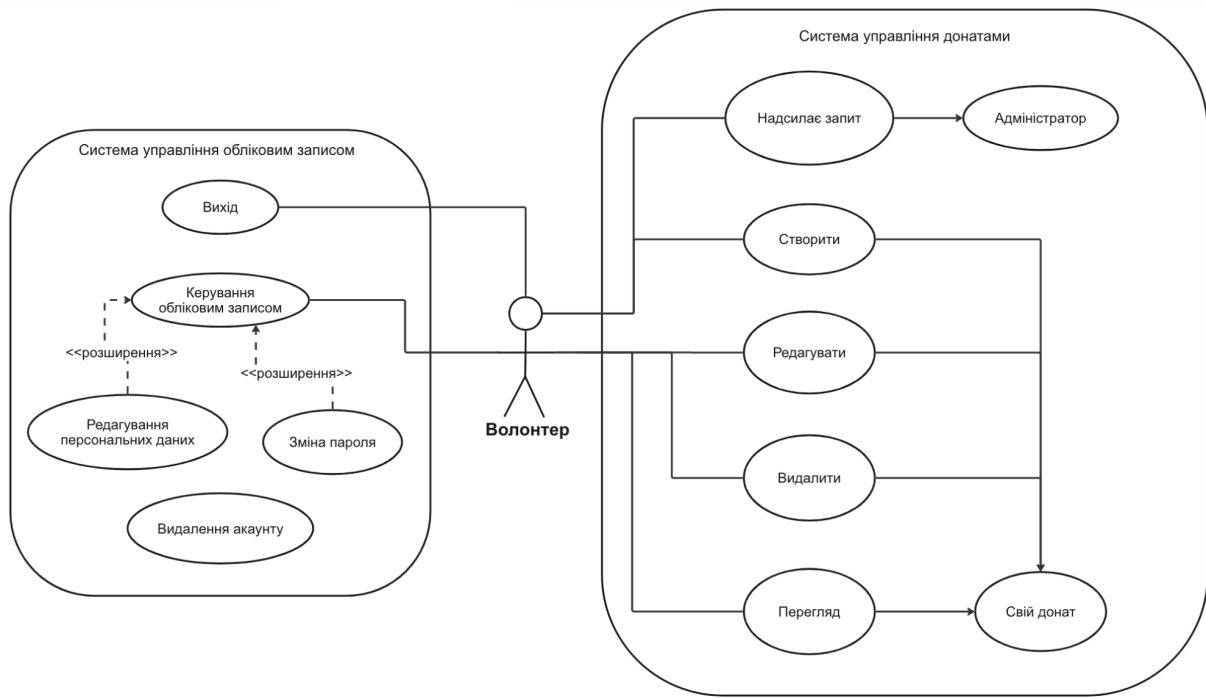 Система управління донатами
Надсилає запит
Адміністратор
Система управління обліковим записом
Вихід
Створити
Керування
обліковим записом
<<розширення>>
<<розширення>>
Редагувати
Редагування
персональних даних
Зміна пароля
Волонтер
Видалити
Видалення акаунту
Перегляд
Свій донат